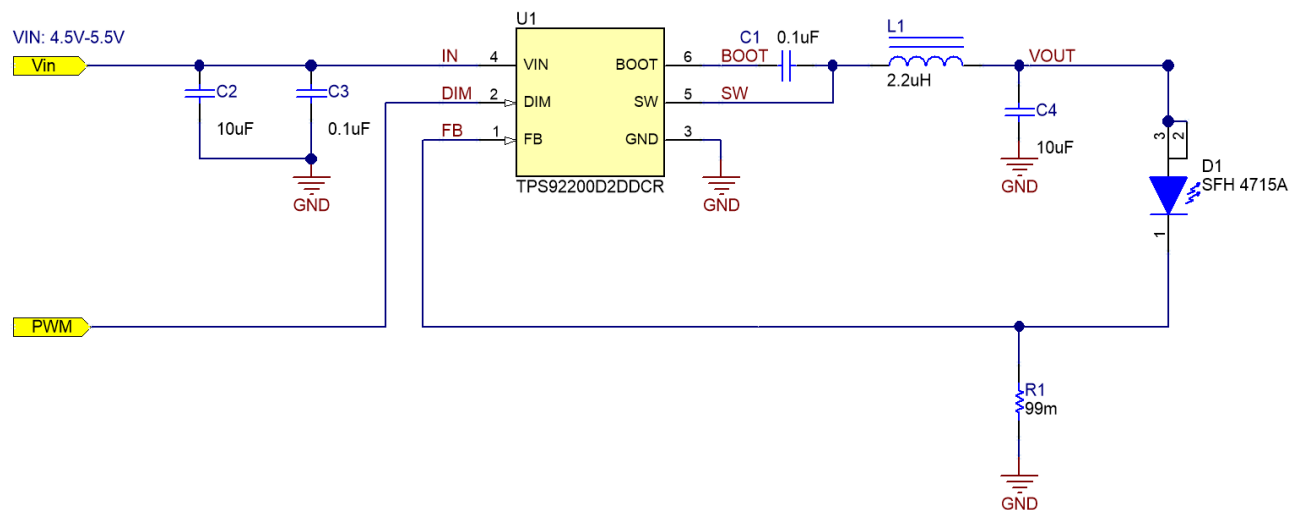 U1
VIN: 4.5V-5.5V
Vin
C2
10uF
C3
0.1uF
IN
4
VIN
DIM
2
DIM
FB
1
FB
BOOT
6
BOOT
SW
5
SW
GND
3
TPS92200D2DDCR
C1
0.1uF
L1
2.2uH
VOUT
C4
10uF
GND
GND
GND
3
2
D1
SFH 4715A
1
PWM
R1
99m
GND